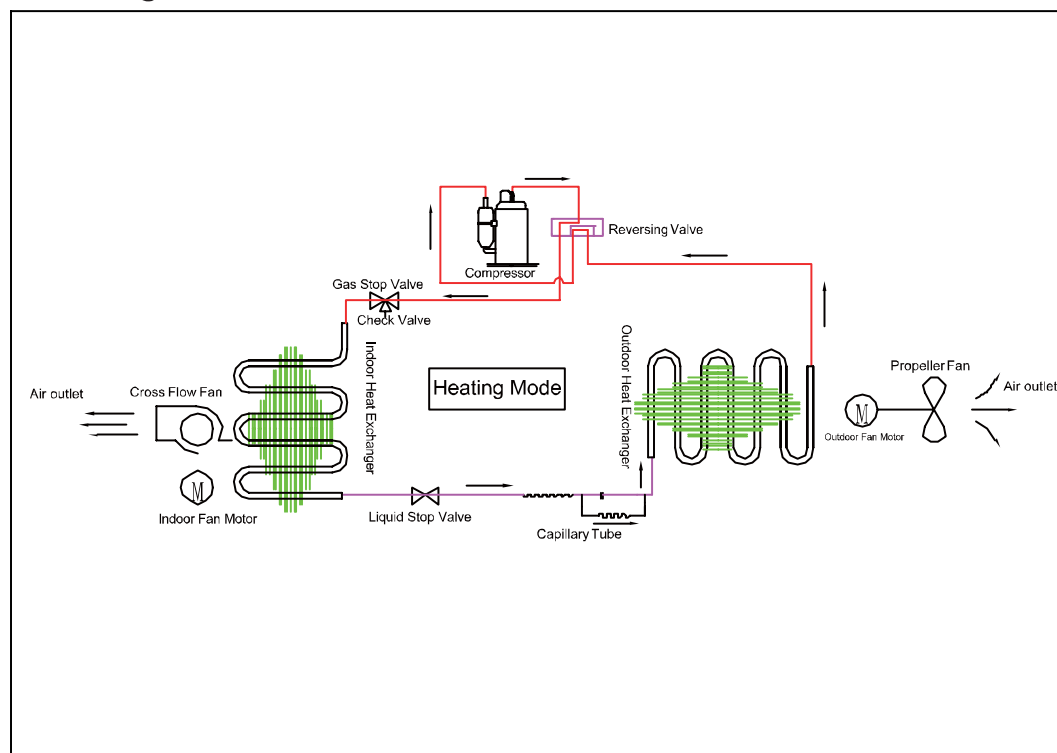 Reversing Valve
Compressor
Gas Stop Valve
Check Valve
Indoor Heat Exchanger
Outdoor Heat Exchanger
Heating Mode
Propeller Fan
Air outlet
Cross Flow Fan
Air outlet
M
Outdoor Fan Motor
M
Indoor Fan Motor
Liquid Stop Valve
Capillary Tube